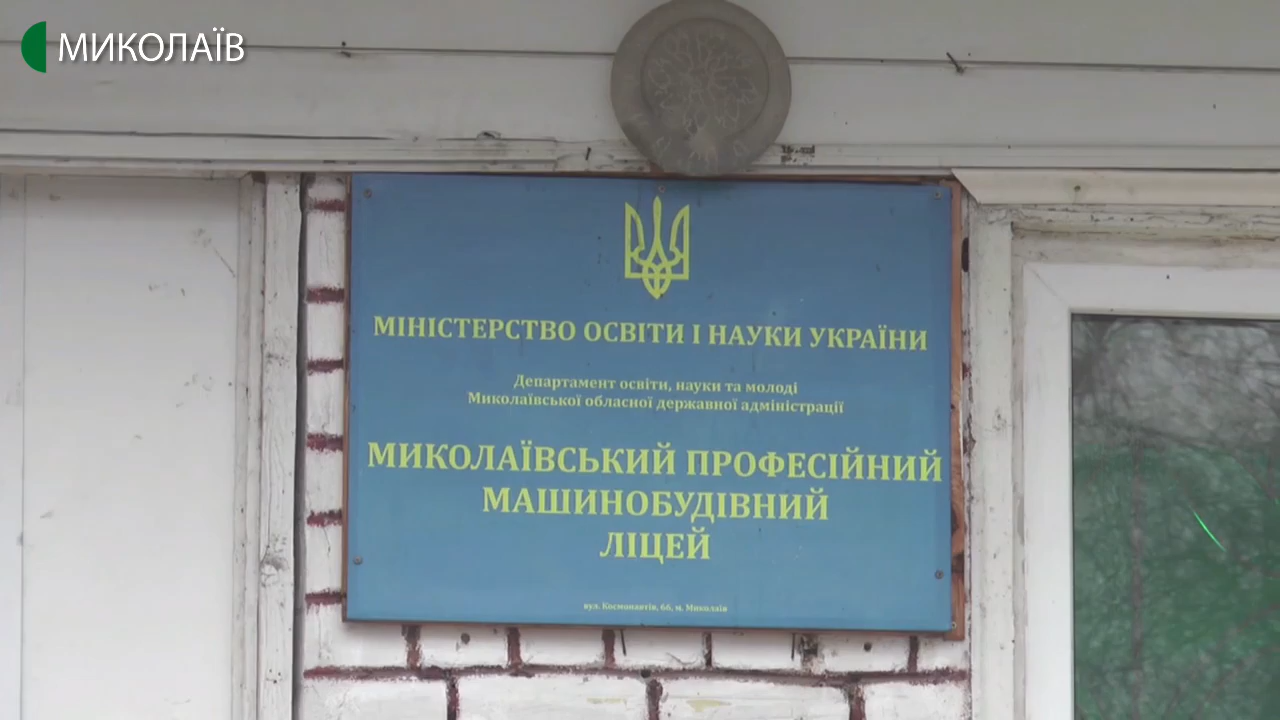 МИКОЛАЇВ
МІНІСТЕРСТВО ОСВІТИ І НАУКИ УКРАЇНИ
Департамент освіти, науки та молоді
Миколаївської обласної державної адміністрації
МИКОЛАЇВСЬКИЙ ПРОФЕСІЙНИЙ
МАШИНОБУДІВНИЙ
ЛІЦЕЙ
вул. Космонавтів, 66, м. Миколаїв